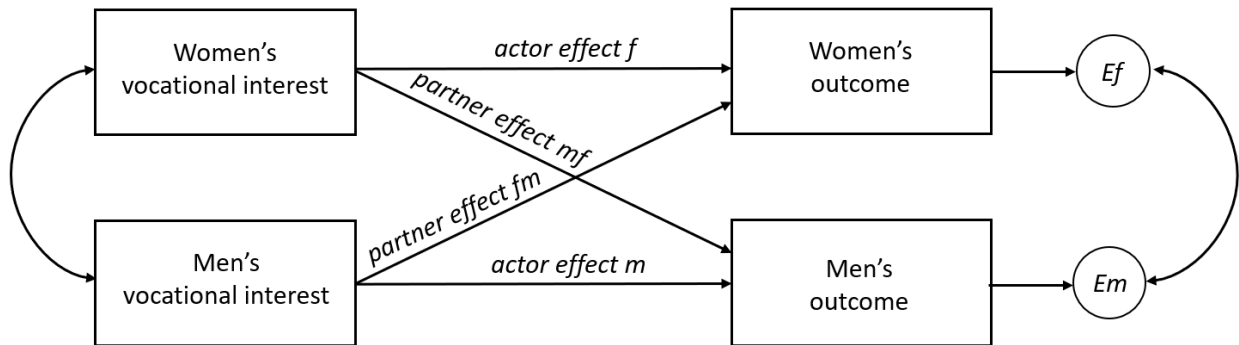 Women's
vocational interest
actor effect f
Women's
outcome
Ef
partner effect mf
partner effect fm
Men's
vocational interest
actor effect m
Men's
outcome
Em